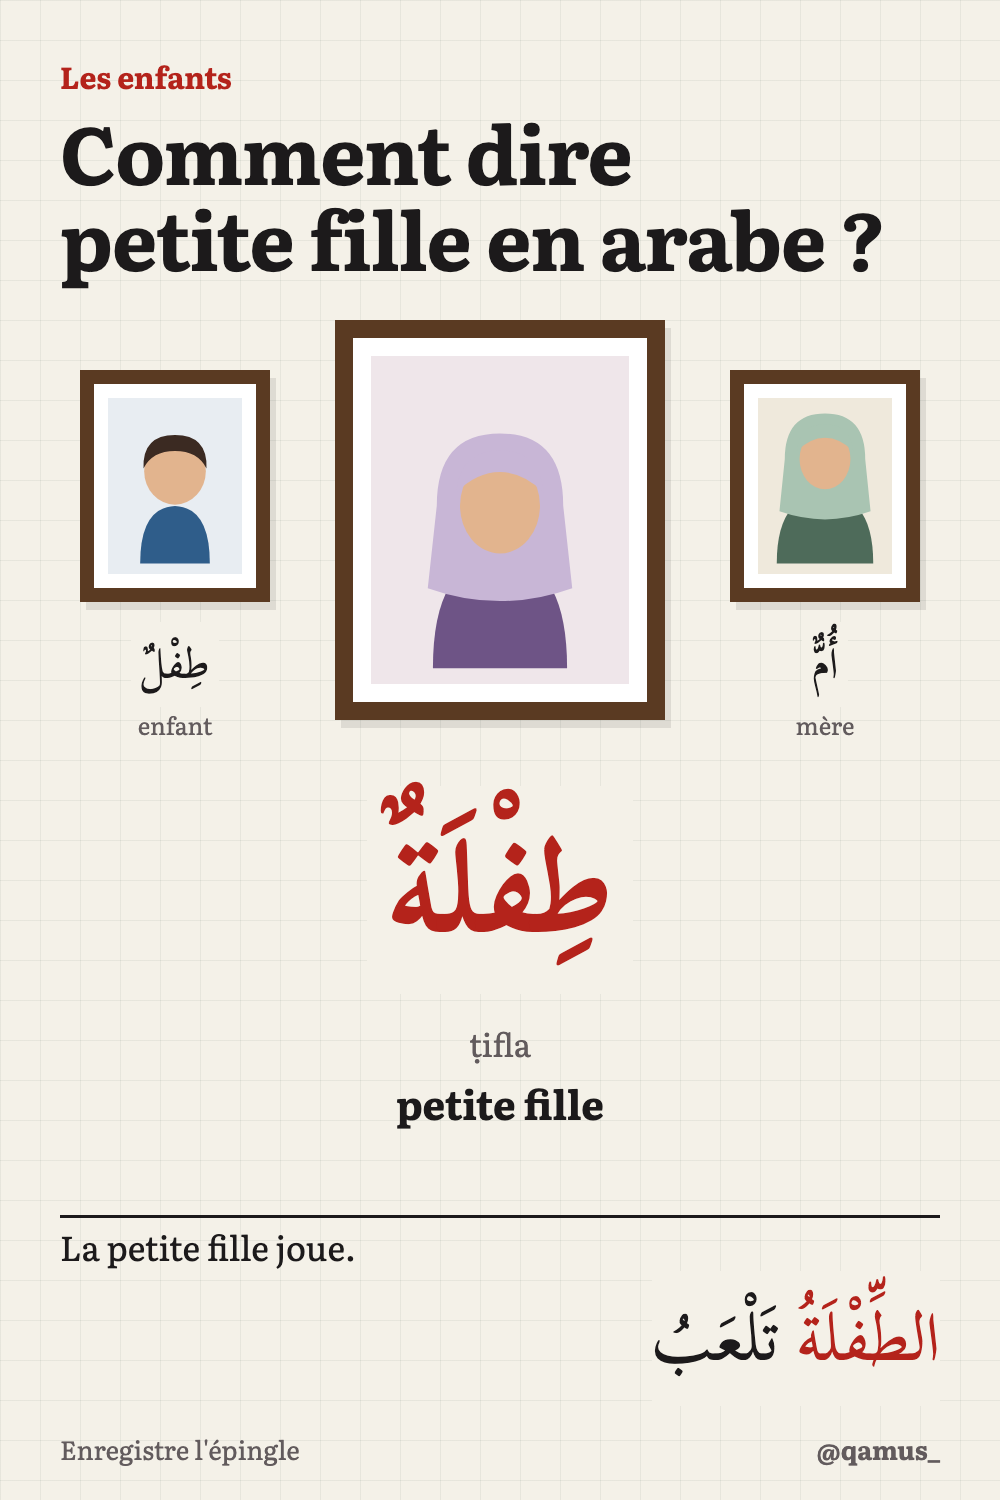 Les enfants
Comment dire
petite fille en arabe ?
طِفْلٌ
enfant
أُمٌّ
mère
طِفْلَةٌ
ṭifla
petite fille
La petite fille joue.
الطِّفْلَةُ تَلْعَبُ
Enregistre l'épingle
@qamus_